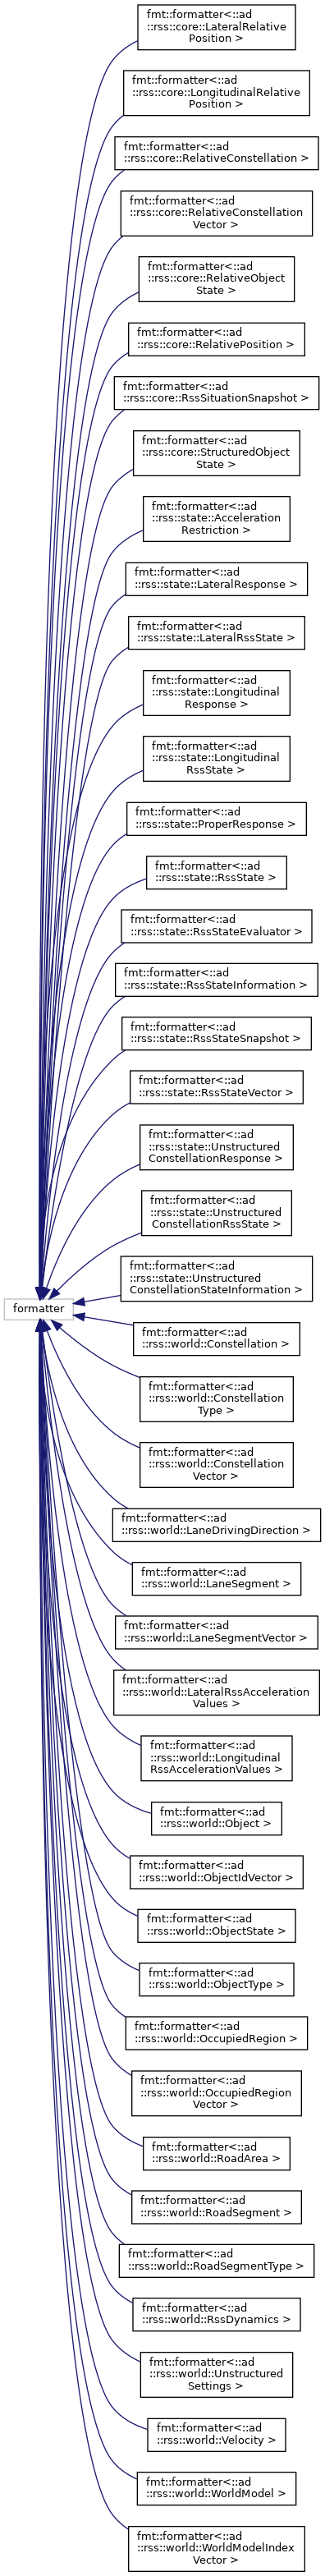 fmt::formatter<::ad
::rss::core::LateralRelative
Position >
fmt::formatter<::ad
::rss::core::LongitudinalRelative
Position >
fmt::formatter<::ad
::rss::core::RelativeConstellation >
fmt::formatter<::ad
::rss::core::RelativeConstellation
Vector >
fmt::formatter<::ad
::rss::core::RelativeObject
State >
fmt::formatter<::ad
::rss::core::RelativePosition >
fmt::formatter<::ad
::rss::core::RssSituationSnapshot >
fmt::formatter<::ad
::rss::core::StructuredObject
State >
fmt::formatter<::ad
::rss::state::Acceleration
Restriction >
fmt::formatter<::ad
::rss::state::LateralResponse >
fmt::formatter<::ad
::rss::state::LateralRssState >
fmt::formatter<::ad
::rss::state::Longitudinal
Response >
fmt::formatter<::ad
::rss::state::Longitudinal
RssState >
fmt::formatter<::ad
::rss::state::ProperResponse >
fmt::formatter<::ad
::rss::state::RssState >
fmt::formatter<::ad
::rss::state::RssStateEvaluator >
fmt::formatter<::ad
::rss::state::RssStateInformation >
fmt::formatter<::ad
::rss::state::RssStateSnapshot >
fmt::formatter<::ad
::rss::state::RssStateVector >
fmt::formatter<::ad
::rss::state::Unstructured
ConstellationResponse >
fmt::formatter<::ad
::rss::state::Unstructured
ConstellationRssState >
fmt::formatter<::ad
::rss::state::Unstructured
ConstellationStateInformation >
formatter
fmt::formatter<::ad
::rss::world::Constellation >
fmt::formatter<::ad
::rss::world::Constellation
Type >
fmt::formatter<::ad
::rss::world::Constellation
Vector >
fmt::formatter<::ad
::rss::world::LaneDrivingDirection >
fmt::formatter<::ad
::rss::world::LaneSegment >
fmt::formatter<::ad
::rss::world::LaneSegmentVector >
fmt::formatter<::ad
::rss::world::LateralRssAcceleration
Values >
fmt::formatter<::ad
::rss::world::Longitudinal
RssAccelerationValues >
fmt::formatter<::ad
::rss::world::Object >
fmt::formatter<::ad
::rss::world::ObjectIdVector >
fmt::formatter<::ad
::rss::world::ObjectState >
fmt::formatter<::ad
::rss::world::ObjectType >
fmt::formatter<::ad
::rss::world::OccupiedRegion >
fmt::formatter<::ad
::rss::world::OccupiedRegion
Vector >
fmt::formatter<::ad
::rss::world::RoadArea >
fmt::formatter<::ad
::rss::world::RoadSegment >
fmt::formatter<::ad
::rss::world::RoadSegmentType >
fmt::formatter<::ad
::rss::world::RssDynamics >
fmt::formatter<::ad
::rss::world::Unstructured
Settings >
fmt::formatter<::ad
::rss::world::Velocity >
fmt::formatter<::ad
::rss::world::WorldModel >
fmt::formatter<::ad
::rss::world::WorldModelIndex
Vector >